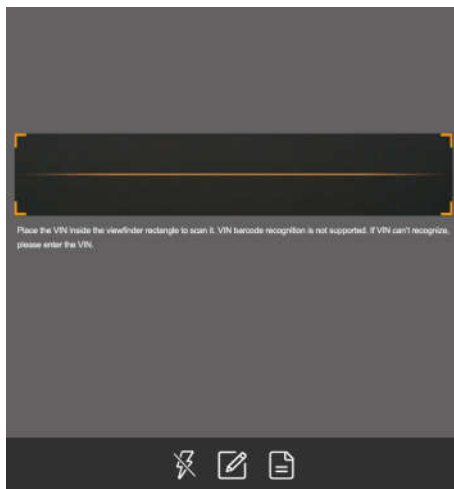 Place the VIN inside the viewfinder rectangle to scan it. VIN barcode recognition is not supported. If VIN can't recognize,
please enter the VIN.